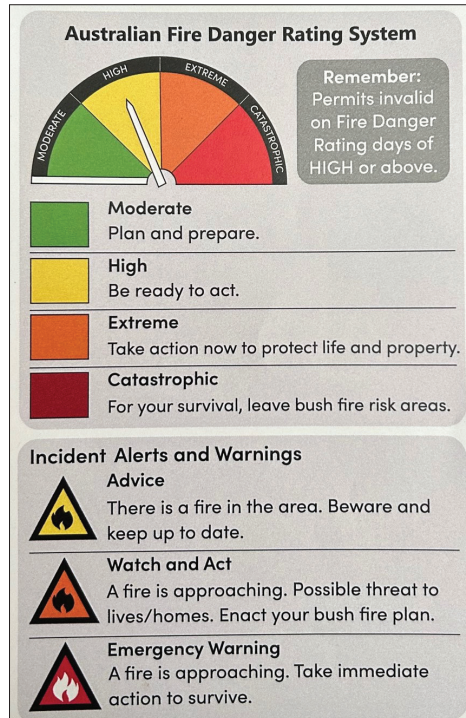 Australian Fire Danger Rating System
MODERATE
HIGH
EXTREME
CATASTROPHIC
Remember:
Permits invalid
on Fire Danger
Rating days of
HIGH or above.
Moderate
Plan and prepare.
High
Be ready to act.
Extreme
Take action now to protect life and property.
Catastrophic
For your survival, leave bush fire risk areas.
Incident Alerts and Warnings
Advice
There is a fire in the area. Beware and
keep up to date.
Watch and Act
A fire is approaching. Possible threat to
lives/homes. Enact your bush fire plan.
Emergency Warning
A fire is approaching. Take immediate
action to survive.